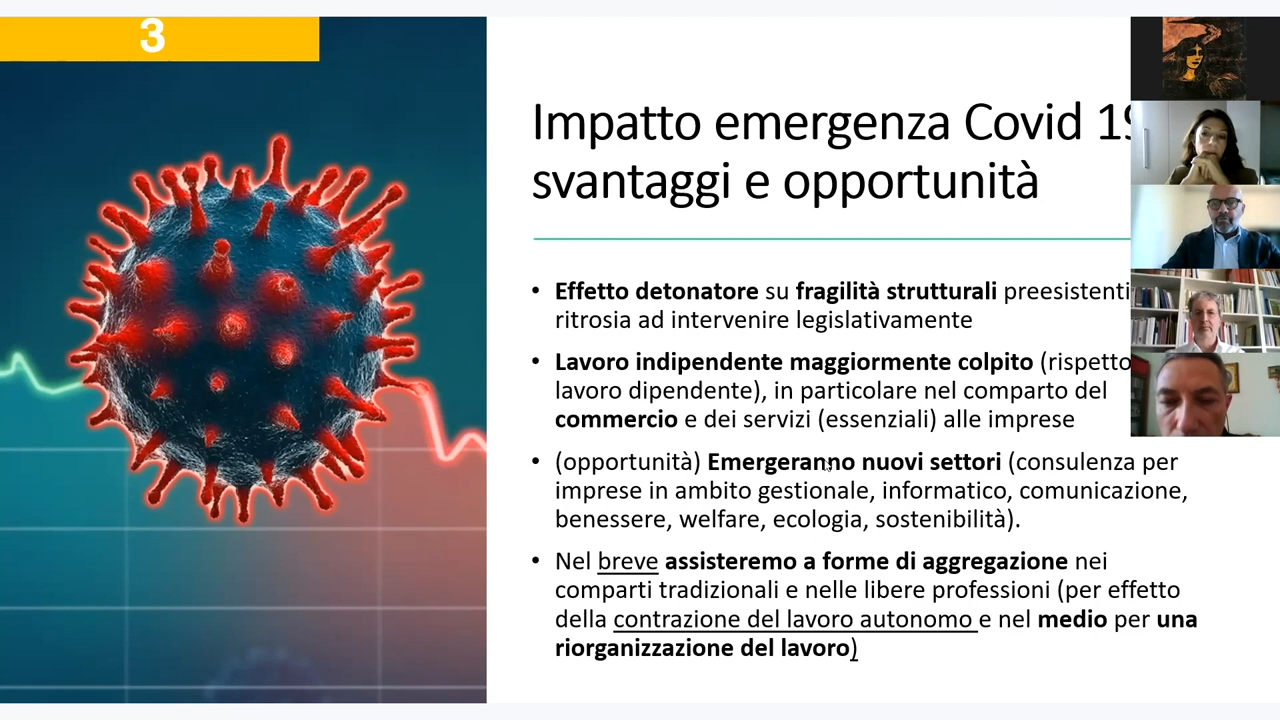 3
Impatto emergenza Covid 19
svantaggi e opportunità
• Effetto detonatore su fragilità strutturali preesistenti
ritrosia ad intervenire legislativamente
• Lavoro indipendente maggiormente colpito (rispetto
lavoro dipendente), in particolare nel comparto del
commercio e dei servizi (essenziali) alle imprese
• (opportunità) Emergeranno nuovi settori (consulenza per
imprese in ambito gestionale, informatico, comunicazione,
benessere, welfare, ecologia, sostenibilità).
• Nel breve assisteremo a forme di aggregazione nei
comparti tradizionali e nelle libere professioni (per effetto
della contrazione del lavoro autonomo e nel medio per una
riorganizzazione del lavoro)